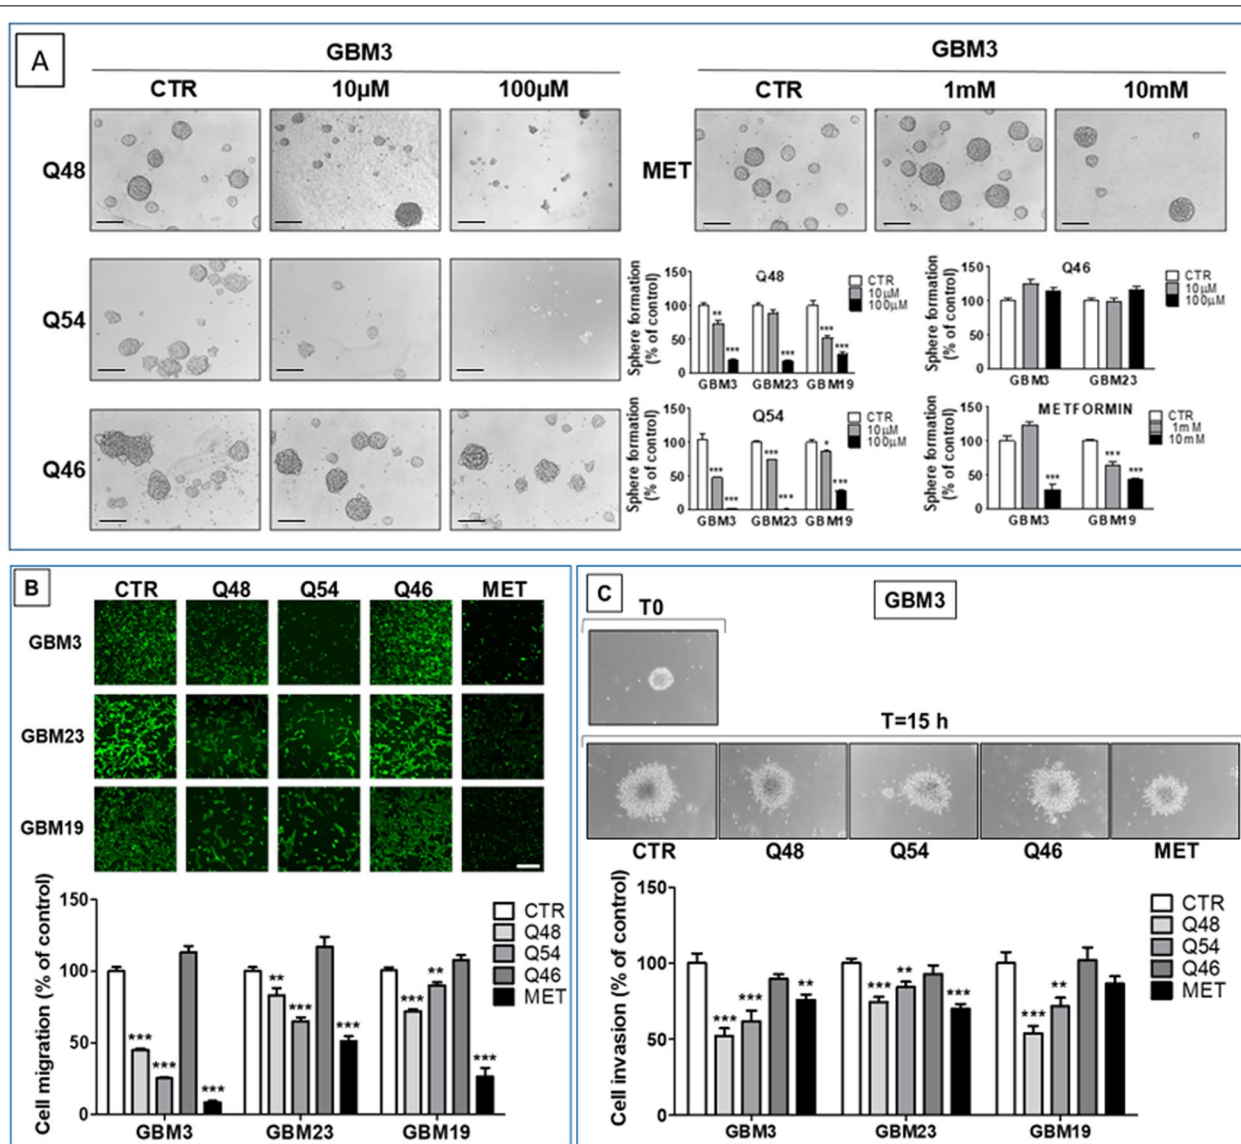 A
GBM3
CTR 10µM 100µM
Q48
Q54
Q46
GBM3
CTR 1mM 10mM
MET
Q48
Sphere formation
(% of control)
150
100
50
0
** *** *** *** ***
CTR
10µM
100µM
GBM3 GBM23 GBM19
Q46
Sphere formation
(% of control)
150
100
50
0
CTR
10µM
100µM
GBM3 GBM23
Q54
Sphere formation
(% of control)
150
100
50
0
*** *** *** *** * ***
CTR
10µM
100µM
GBM3 GBM23 GBM19
METFORMIN
Sphere formation
(% of control)
150
100
50
0
*** *** ***
CTR
1mM
10mM
GBM3 GBM19
B
CTR Q48 Q54 Q46 MET
GBM3
GBM23
GBM19
Cell migration (% of control)
150
100
50
0
*** *** *** ** *** *** *** ** ***
CTR
Q48
Q54
Q46
MET
GBM3 GBM23 GBM19
C
GBM3
T0
T=15 h
CTR Q48 Q54 Q46 MET
Cell invasion (% of control)
150
100
50
0
*** *** ** *** ** *** *** **
CTR
Q48
Q54
Q46
MET
GBM3 GBM23 GBM19